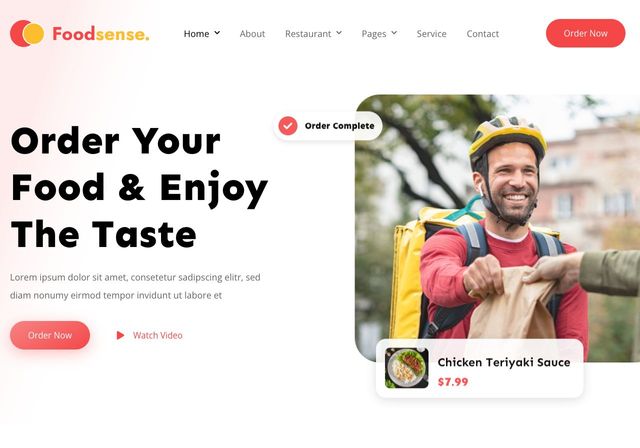 Foodsense.
Home About Restaurant Pages Service Contact
Order Now
Order Complete
Order Your
Food & Enjoy
The Taste
Lorem ipsum dolor sit amet, consetetur sadipscing elitr, sed
diam nonumy eirmod tempor invidunt ut labore et
Order Now
Watch Video
Chicken Teriyaki Sauce
$7.99